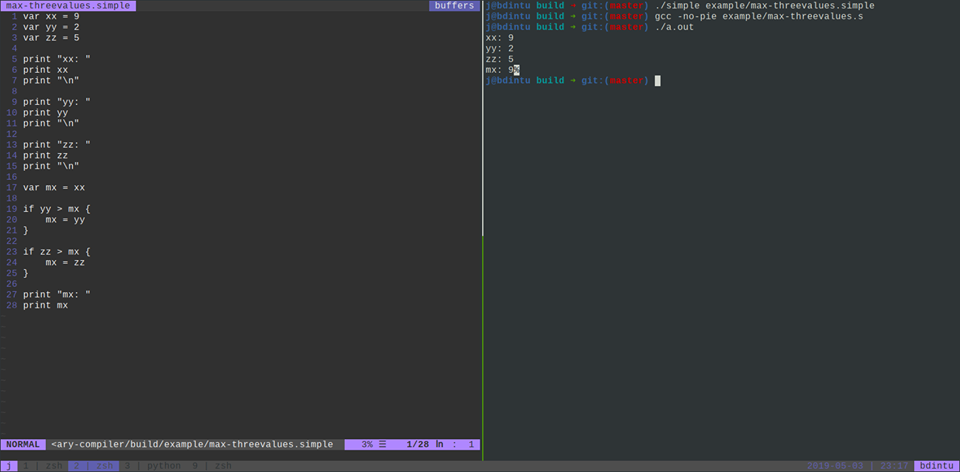 max-threevalues.simple buffers
1 var xx = 9
2 var yy = 2
3 var zz = 5
4
5 print "xx: "
6 print xx
7 print "\n"
8
9 print "yy: "
10 print yy
11 print "\n"
12
13 print "zz: "
14 print zz
15 print "\n"
16
17 var mx = xx
18
19 if yy > mx {
20     mx = yy
21 }
22
23 if zz > mx {
24     mx = zz
25 }
26
27 print "mx: "
28 print mx
~
~
~
~
~
~
~
~
~
~
~
NORMAL <ary-compiler/build/example/max-threevalues.simple 3% ☰ 1/28 ln : 1
j@bdintu build ➜ git:(master) ./simple example/max-threevalues.simple
j@bdintu build ➜ git:(master) gcc -no-pie example/max-threevalues.s
j@bdintu build ➜ git:(master) ./a.out
xx: 9
yy: 2
zz: 5
mx: 9%
j@bdintu build ➜ git:(master)
j 1 | zsh 2 | zsh 3 | python 9 | zsh 2019-05-03 | 23:17 bdintu